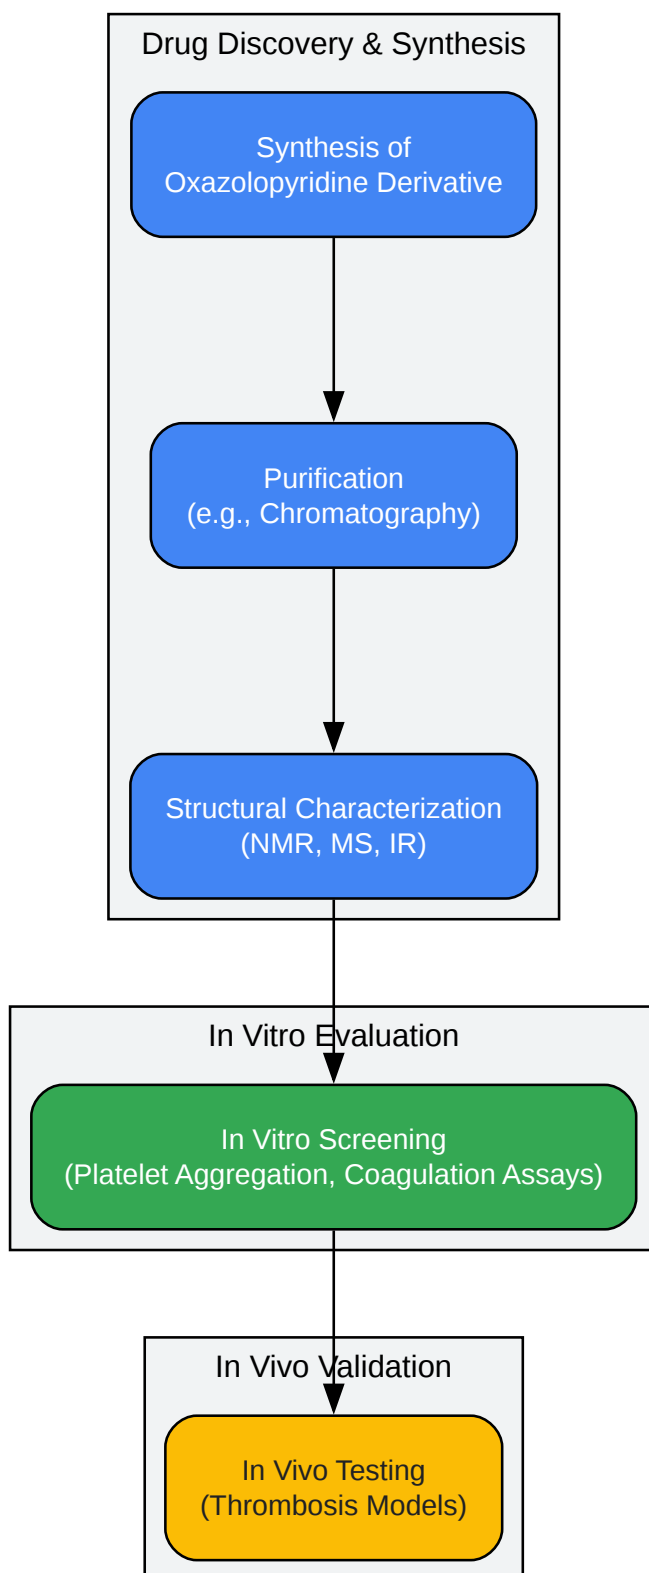 Drug Discovery & Synthesis
Synthesis of
Oxazolopyridine Derivative
Purification
(e.g., Chromatography)
Structural Characterization
(NMR, MS, IR)
In Vitro Evaluation
In Vitro Screening
(Platelet Aggregation, Coagulation Assays)
In Vivo Validation
In Vivo Testing
(Thrombosis Models)